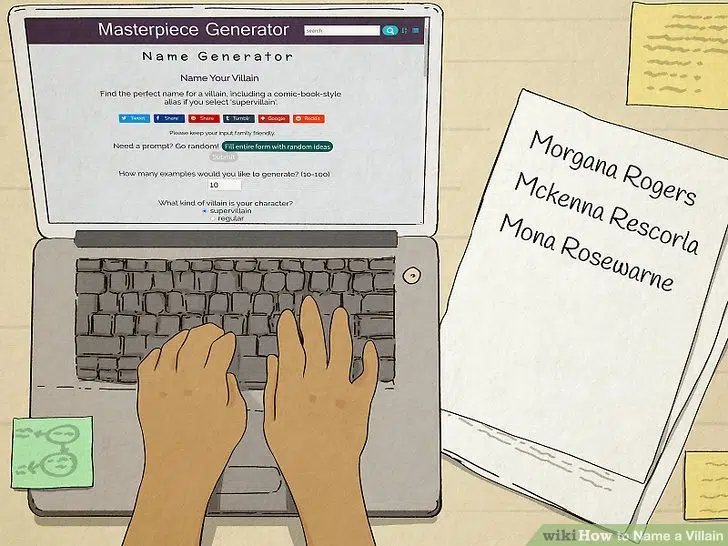 Masterpiece Generator
search
Name Generator
Name Your Villain
Find the perfect name for a villain, including a comic-book-style
alias if you select 'supervillain'.
Tweet Share Share Tumblr Google Reddit
Please keep your input family friendly.
Need a prompt? Go random! Fill entire form with random ideas
Submit
How many examples would you like to generate? (10-100)
10
What kind of villain is your character?
supervillain
regular
Morgana Rogers
Mckenna Rescorla
Mona Rosewarne
wikiHow to Name a Villain